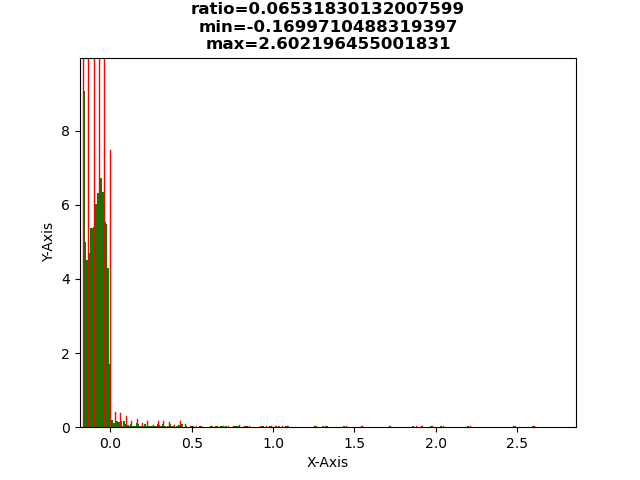 ratio=0.06531830132007599
min=-0.1699710488319397
max=2.602196455001831
8
6
4
2
0
Y-Axis
0.0 0.5 1.0 1.5 2.0 2.5
X-Axis